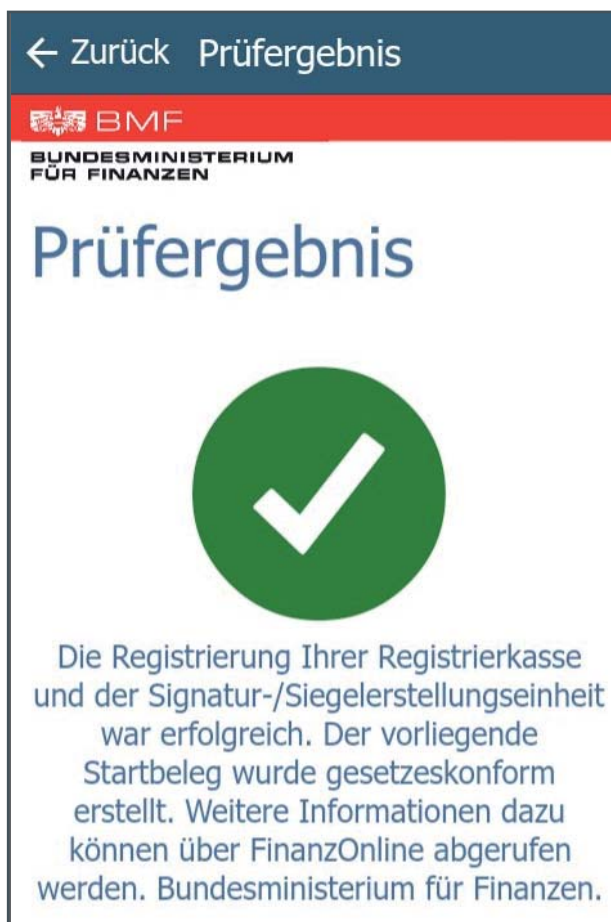 ← Zurück Prüfergebnis
BMF
BUNDESMINISTERIUM
FÜR FINANZEN
Prüfergebnis
Die Registrierung Ihrer Registrierkasse
und der Signatur-/Siegelerstellungseinheit
war erfolgreich. Der vorliegende
Startbeleg wurde gesetzeskonform
erstellt. Weitere Informationen dazu
können über FinanzOnline abgerufen
werden. Bundesministerium für Finanzen.